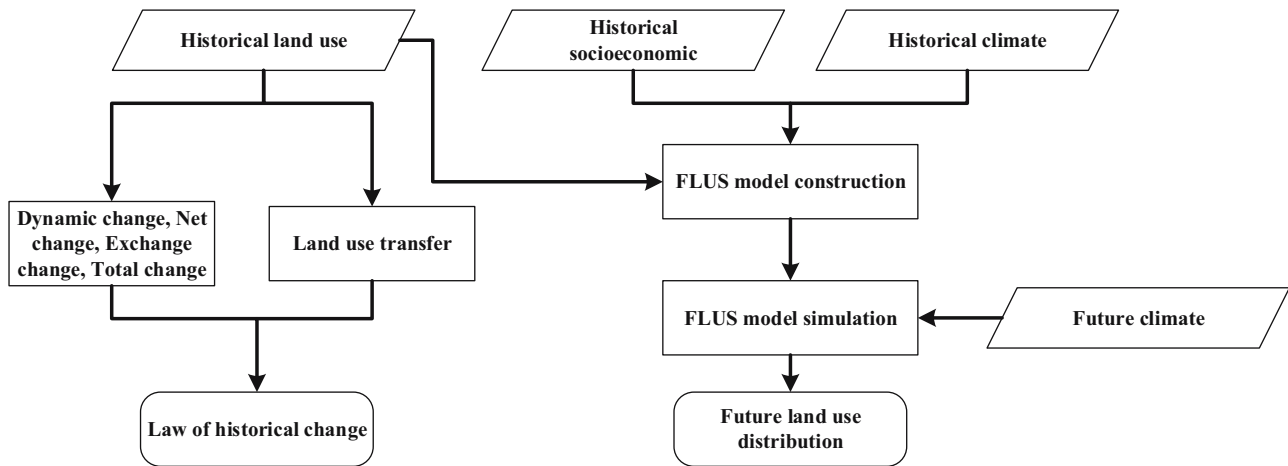 Historical land use
Historical
socioeconomic
Historical climate
FLUS model construction
Dynamic change, Net
change, Exchange
change, Total change
Land use transfer
FLUS model simulation
Future climate
Law of historical change
Future land use
distribution